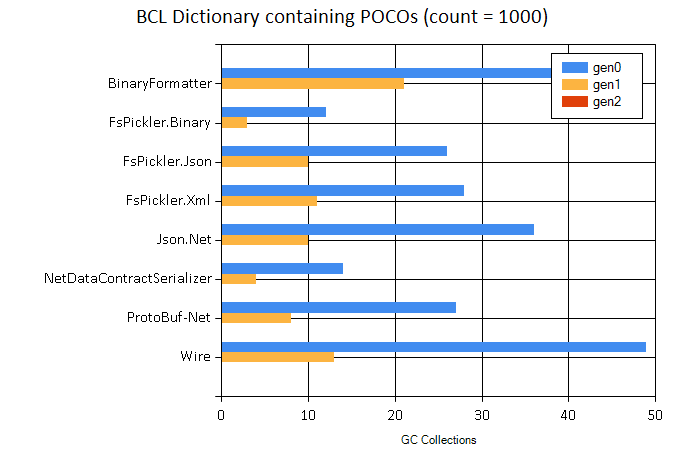 BCL Dictionary containing POCOs (count = 1000)
gen0
gen1
gen2
BinaryFormatter
FsPickler.Binary
FsPickler.Json
FsPickler.Xml
Json.Net
NetDataContractSerializer
ProtoBuf-Net
Wire
0 10 20 30 40 50
GC Collections